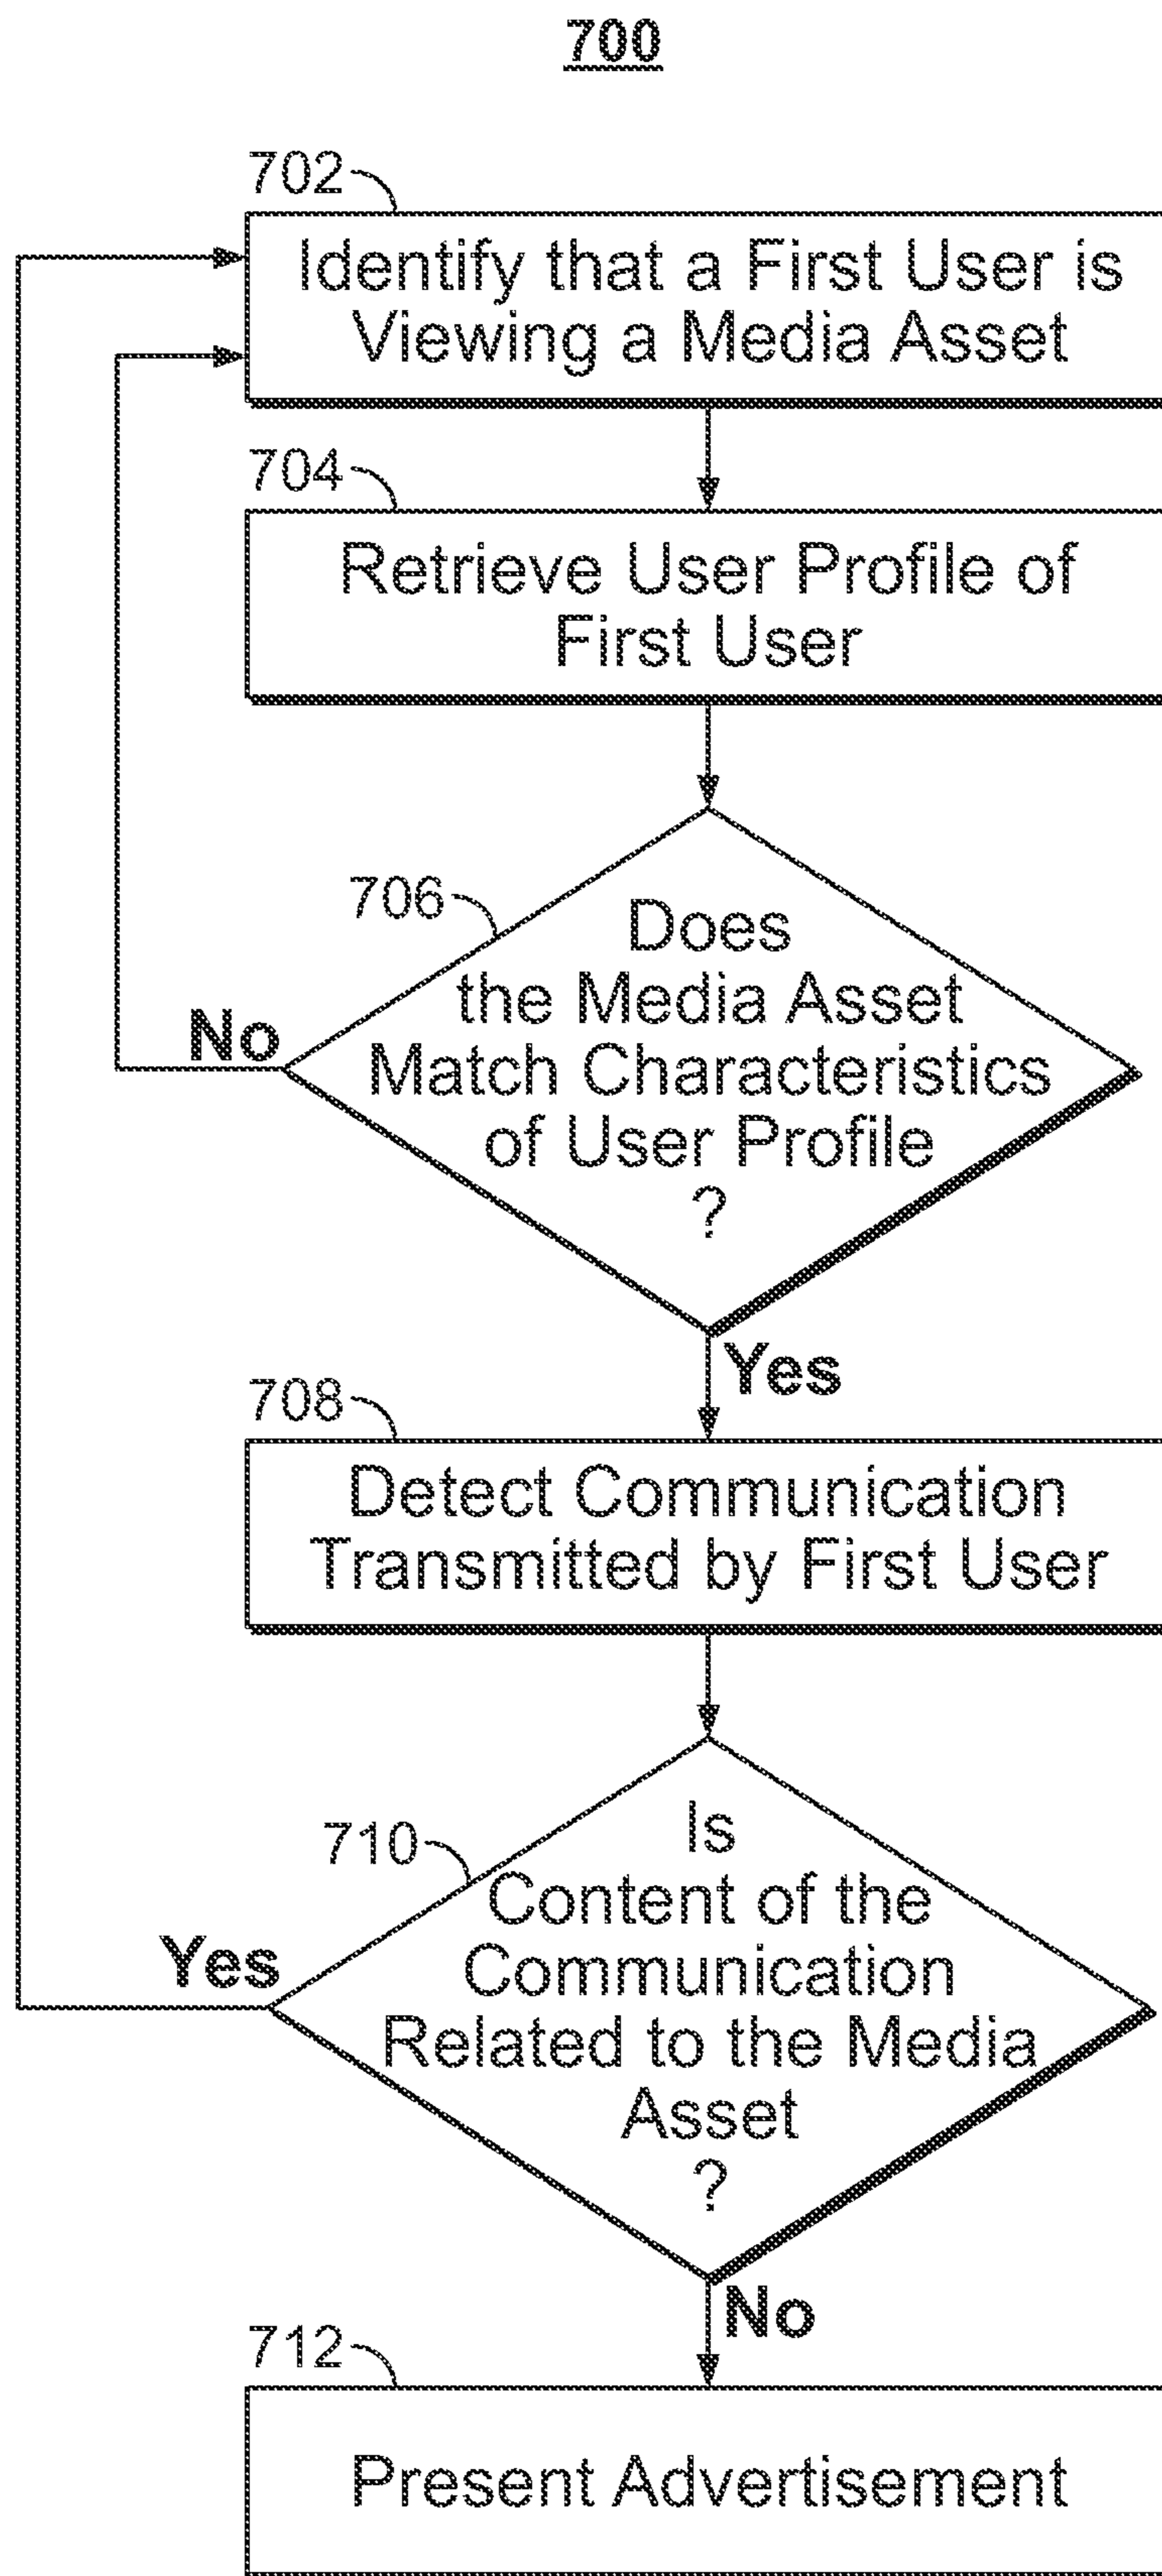 700
702
Identify that a First User is
Viewing a Media Asset
704
Retrieve User Profile of
First User
706
Does
the Media Asset
Match Characteristics
of User Profile
?
No
Yes
708
Detect Communication
Transmitted by First User
710
Is
Content of the
Communication
Related to the Media
Asset
?
Yes
No
712
Present Advertisement